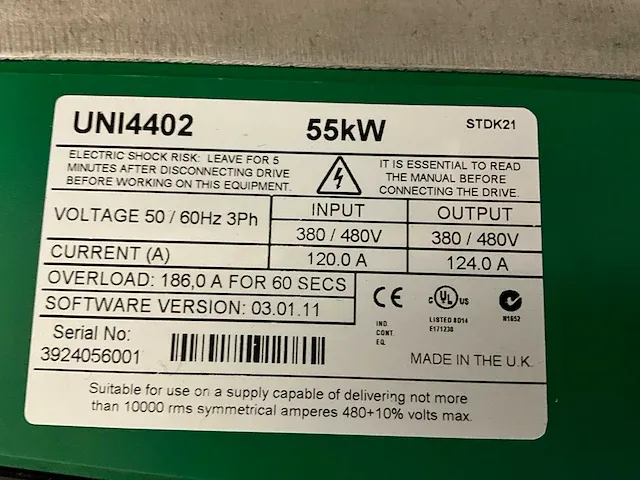 UNI4402 55kW STDK21
ELECTRIC SHOCK RISK: LEAVE FOR 5
MINUTES AFTER DISCONNECTING DRIVE
BEFORE WORKING ON THIS EQUIPMENT.
IT IS ESSENTIAL TO READ
THE MANUAL BEFORE
CONNECTING THE DRIVE.
VOLTAGE 50 / 60Hz 3Ph
INPUT OUTPUT
380 / 480V 380 / 480V
CURRENT (A) 120.0 A 124.0 A
OVERLOAD: 186,0 A FOR 60 SECS
SOFTWARE VERSION: 03.01.11
CE
IND.
CONT.
EQ.
c UL US
LISTED 8D14
E171230
N1652
Serial No:
3924056001
MADE IN THE U.K.
Suitable for use on a supply capable of delivering not more
than 10000 rms symmetrical amperes 480+10% volts max.